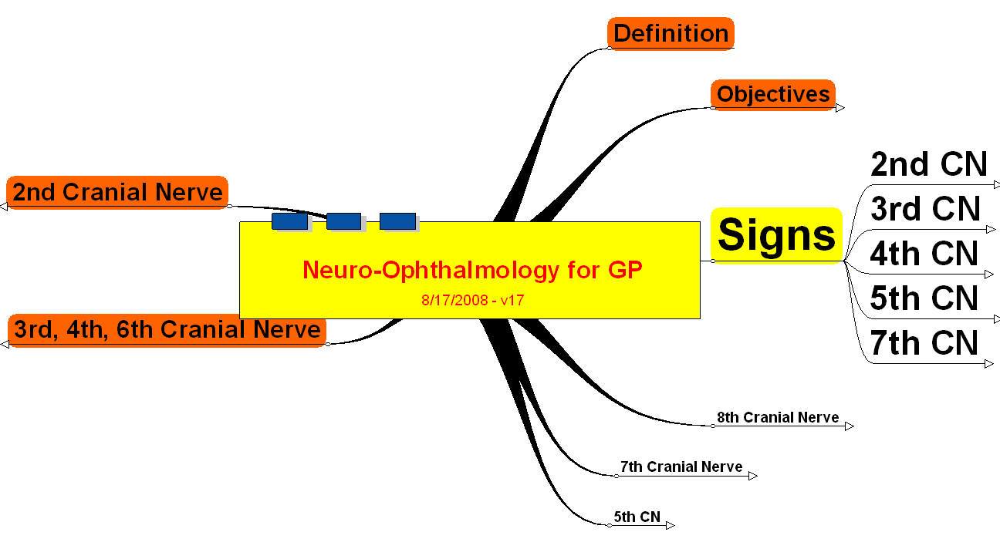 Definition
Objectives
2nd CN
3rd CN
4th CN
5th CN
7th CN
Signs
2nd Cranial Nerve
Neuro-Ophthalmology for GP
8/17/2008 - v17
3rd, 4th, 6th Cranial Nerve
8th Cranial Nerve
7th Cranial Nerve
5th CN